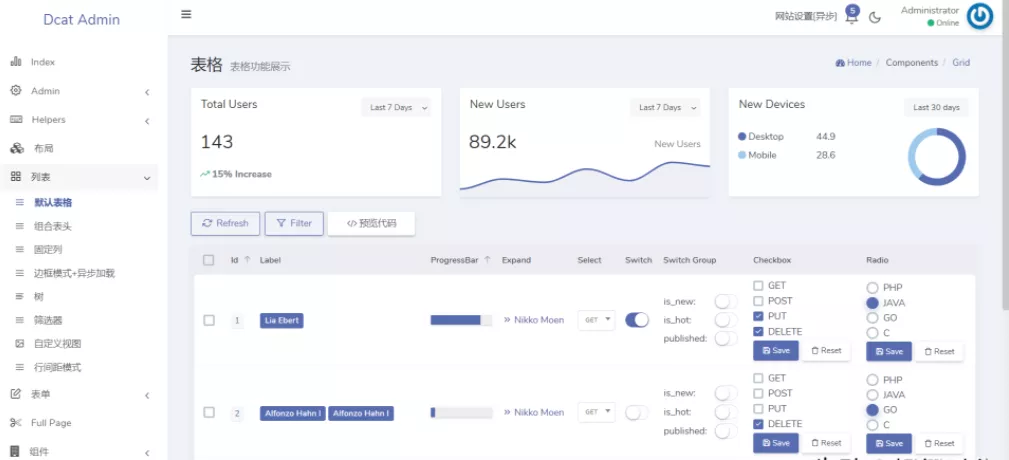 Dcat Admin
网站设置[异步]
5
Administrator
Online
Index
Admin
Helpers
布局
列表
默认表格
组合表头
固定列
边框模式+异步加载
树
筛选器
自定义视图
行间距模式
表单
Full Page
组件
表格 表格功能展示
Home / Components / Grid
Total Users
Last 7 Days
143
15% Increase
New Users
Last 7 Days
89.2k
New Users
New Devices
Last 30 days
Desktop 44.9
Mobile 28.6
Refresh
Filter
</> 预览代码
Id Label ProgressBar Expand Select Switch Switch Group Checkbox Radio
1
Lia Ebert
Nikko Moen
GET
is_new:
is_hot:
published:
GET
POST
PUT
DELETE
Save Reset
PHP
JAVA
GO
C
Save Reset
2
Alfonzo Hahn I Alfonzo Hahn I
Nikko Moen
GET
is_new:
is_hot:
published:
GET
POST
PUT
DELETE
Save Reset
PHP
JAVA
GO
C
Save Reset